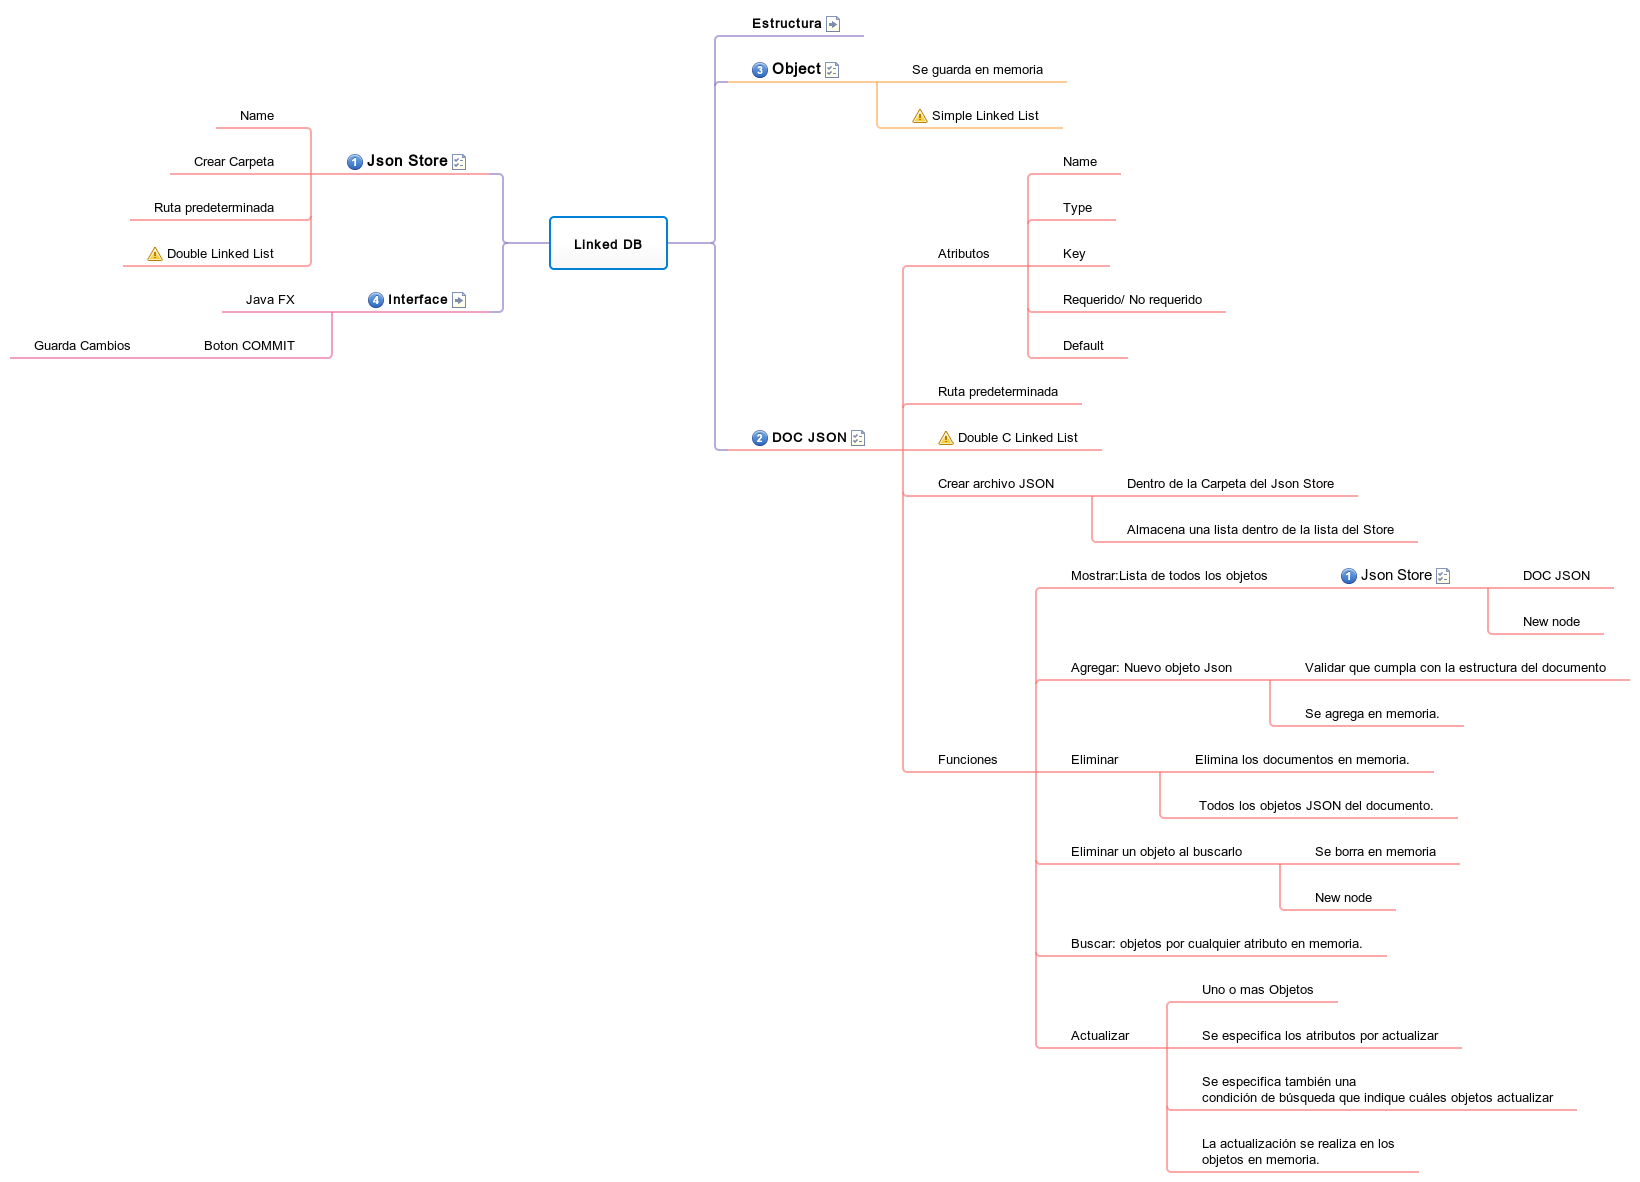 Linked DB
1 Json Store
Name
Crear Carpeta
Ruta predeterminada
Double Linked List
4 Interface
Java FX
Boton COMMIT
Guarda Cambios
Estructura
3 Object
Se guarda en memoria
Simple Linked List
2 DOC JSON
Atributos
Name
Type
Key
Requerido/ No requerido
Default
Ruta predeterminada
Double C Linked List
Crear archivo JSON
Dentro de la Carpeta del Json Store
Almacena una lista dentro de la lista del Store
Funciones
Mostrar:Lista de todos los objetos
1 Json Store
DOC JSON
New node
Agregar: Nuevo objeto Json
Validar que cumpla con la estructura del documento
Se agrega en memoria.
Eliminar
Elimina los documentos en memoria.
Todos los objetos JSON del documento.
Eliminar un objeto al buscarlo
Se borra en memoria
New node
Buscar: objetos por cualquier atributo en memoria.
Actualizar
Uno o mas Objetos
Se especifica los atributos por actualizar
Se especifica también una
condición de búsqueda que indique cuáles objetos actualizar
La actualización se realiza en los
objetos en memoria.